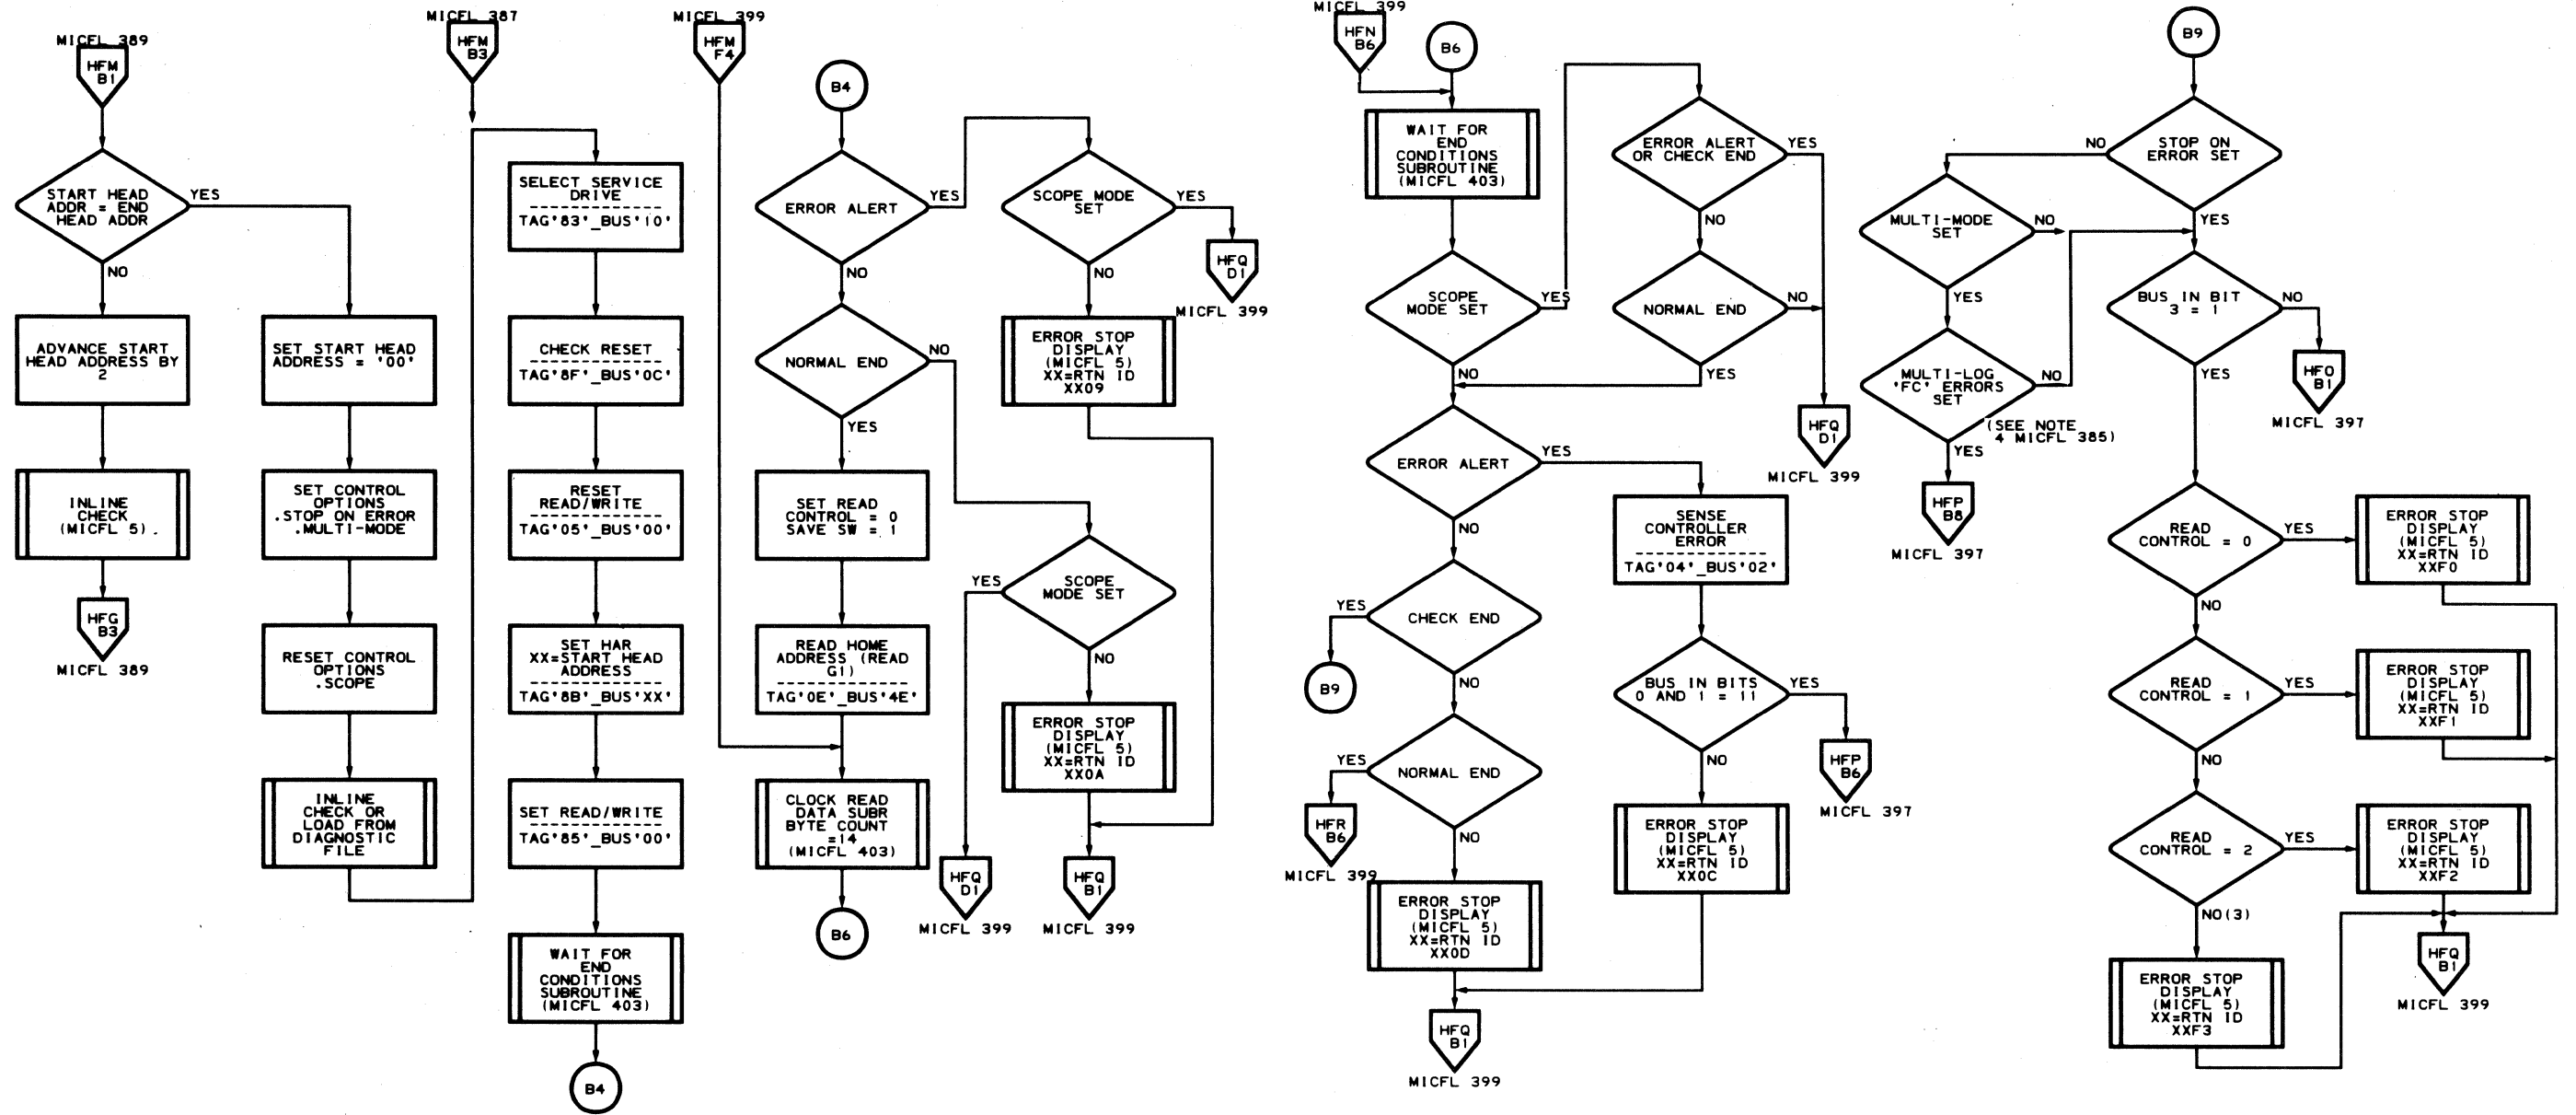 MICFL 389
HFM
B1
START HEAD
ADDR = END
HEAD ADDR
YES
NO
ADVANCE START
HEAD ADDRESS BY
2
INLINE
CHECK
(MICFL 5).
HFG
B3
MICFL 389
SET START HEAD
ADDRESS = '00'
SET CONTROL
OPTIONS
.STOP ON ERROR
.MULTI-MODE
RESET CONTROL
OPTIONS
.SCOPE
INLINE
CHECK OR
LOAD FROM
DIAGNOSTIC
FILE
MICFL 387
HFM
B3
SELECT SERVICE
DRIVE
-------------
TAG'83'_BUS'10'
CHECK RESET
-------------
TAG'8F'_BUS'0C'
RESET
READ/WRITE
-------------
TAG'05'_BUS'00'
SET HAR
XX=START HEAD
ADDRESS
-------------
TAG'8B'_BUS'XX'
SET READ/WRITE
-------------
TAG'85'_BUS'00'
WAIT FOR
END
CONDITIONS
SUBROUTINE
(MICFL 403)
B4
MICFL 399
HFM
F4
B4
ERROR ALERT
YES
NO
NORMAL END
NO
YES
SET READ
CONTROL = 0
SAVE SW = 1
READ HOME
ADDRESS (READ
G1)
-------------
TAG'0E'_BUS'4E'
CLOCK READ
DATA SUBR
BYTE COUNT
=14
(MICFL 403)
B6
SCOPE MODE
SET
YES
HFQ
D1
MICFL 399
NO
ERROR STOP
DISPLAY
(MICFL 5)
XX=RTN ID
XX09
SCOPE
MODE SET
YES
NO
ERROR STOP
DISPLAY
(MICFL 5)
XX=RTN ID
XX0A
HFQ
D1
MICFL 399
HFQ
B1
MICFL 399
MICFL 399
HFN
B6
B6
WAIT FOR
END
CONDITIONS
SUBROUTINE
(MICFL 403)
SCOPE
MODE SET
YES
NO
ERROR ALERT
YES
NO
CHECK END
YES
B9
NO
NORMAL END
YES
HFR
B6
MICFL 399
NO
ERROR STOP
DISPLAY
(MICFL 5)
XX=RTN ID
XX0D
HFQ
B1
MICFL 399
ERROR ALERT
OR CHECK END
YES
NO
NORMAL END
NO
YES
HFQ
D1
MICFL 399
SENSE
CONTROLLER
ERROR
-------------
TAG'04'_BUS'02'
BUS IN BITS
0 AND 1 = 11
YES
HFP
B6
MICFL 397
NO
ERROR STOP
DISPLAY
(MICFL 5)
XX=RTN ID
XX0C
B9
STOP ON
ERROR SET
NO
YES
MULTI-MODE
SET
NO
YES
MULTI-LOG
'FC' ERRORS
SET
NO
(SEE NOTE
4 MICFL 385)
YES
HFP
B8
MICFL 397
BUS IN BIT
3 = 1
NO
HFO
B1
MICFL 397
YES
READ
CONTROL = 0
YES
ERROR STOP
DISPLAY
(MICFL 5)
XX=RTN ID
XXF0
NO
READ
CONTROL = 1
YES
ERROR STOP
DISPLAY
(MICFL 5)
XX=RTN ID
XXF1
NO
READ
CONTROL = 2
YES
ERROR STOP
DISPLAY
(MICFL 5)
XX=RTN ID
XXF2
NO(3)
ERROR STOP
DISPLAY
(MICFL 5)
XX=RTN ID
XXF3
HFQ
B1
MICFL 399